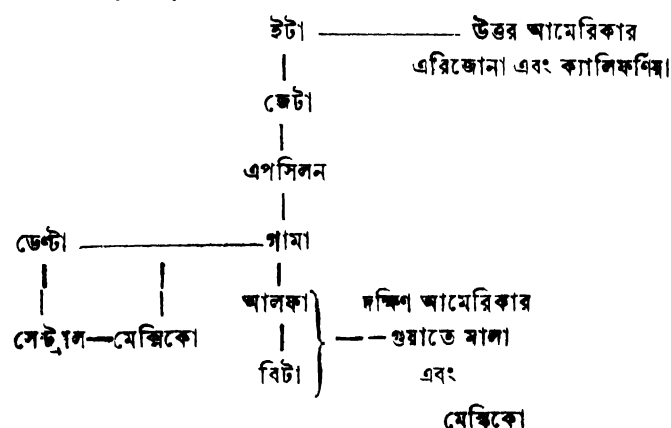 ইটা উত্তর আমেরিকার
এরিজোনা এবং ক্যালিফর্ণিয়া
জেটা
এপসিলন
ডেল্টা গামা
আলফা দক্ষিণ আমেরিকার
সেন্ট্রাল—মেক্সিকো গুয়াতে মালা
বিটা এবং
মেক্সিকো